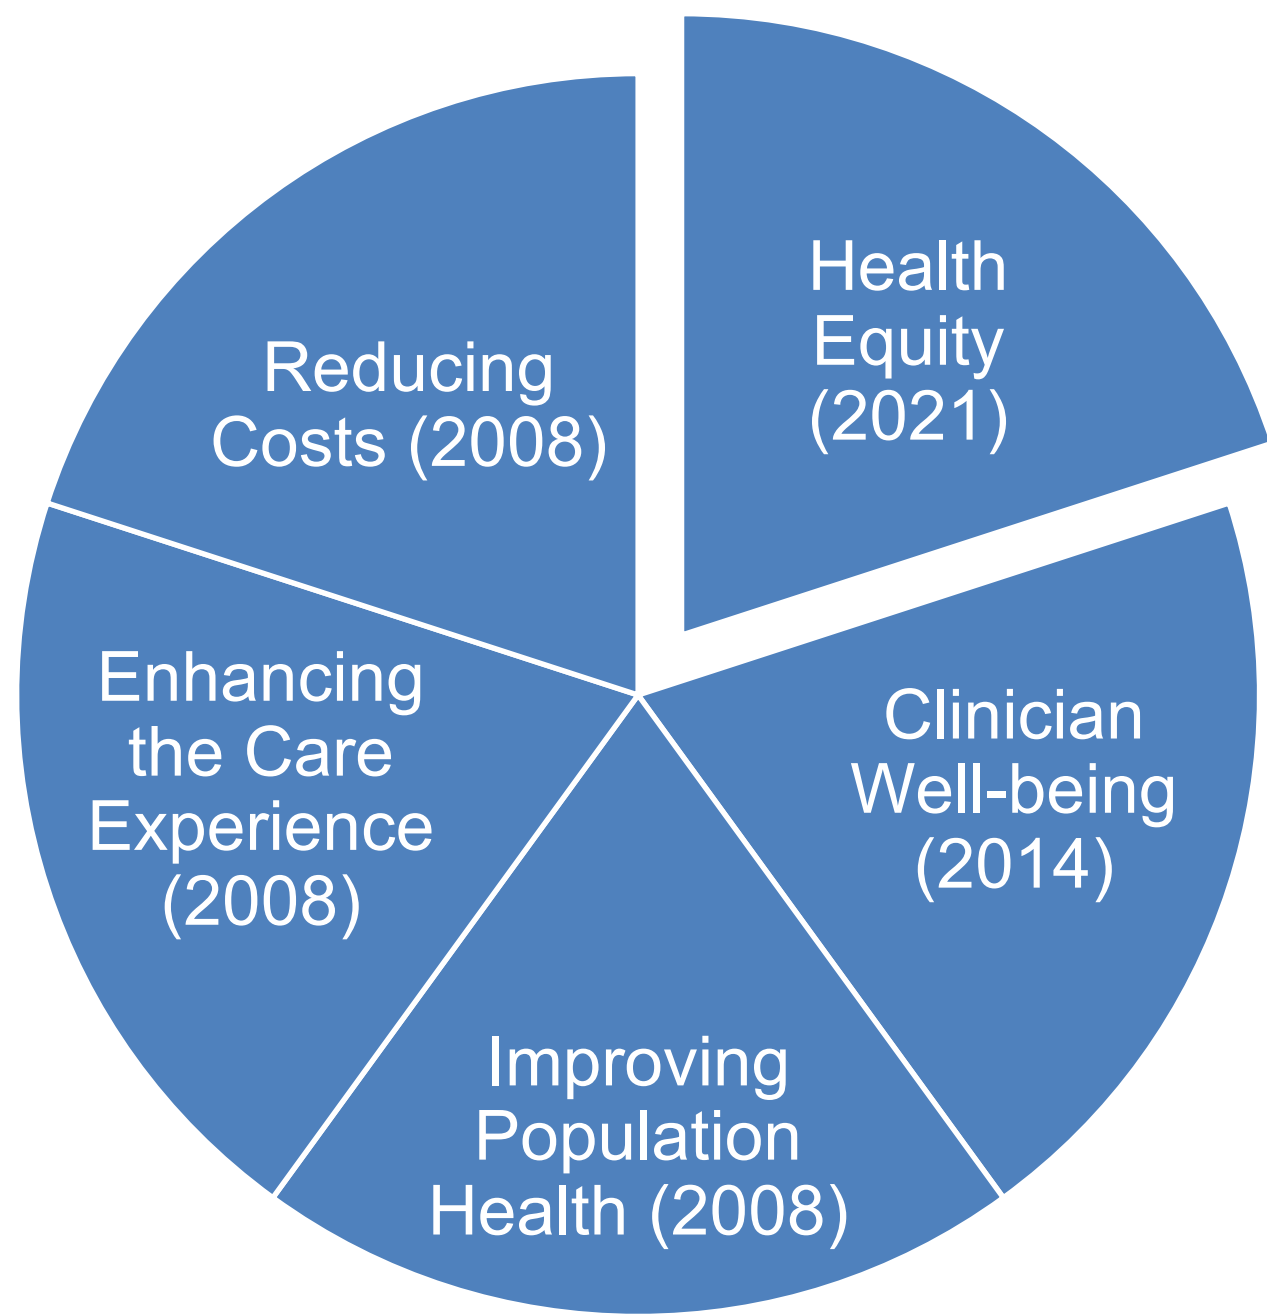 Health
Equity
(2021)
Clinician
Well-being
(2014)
Improving
Population
Health (2008)
Enhancing
the Care
Experience
(2008)
Reducing
Costs (2008)